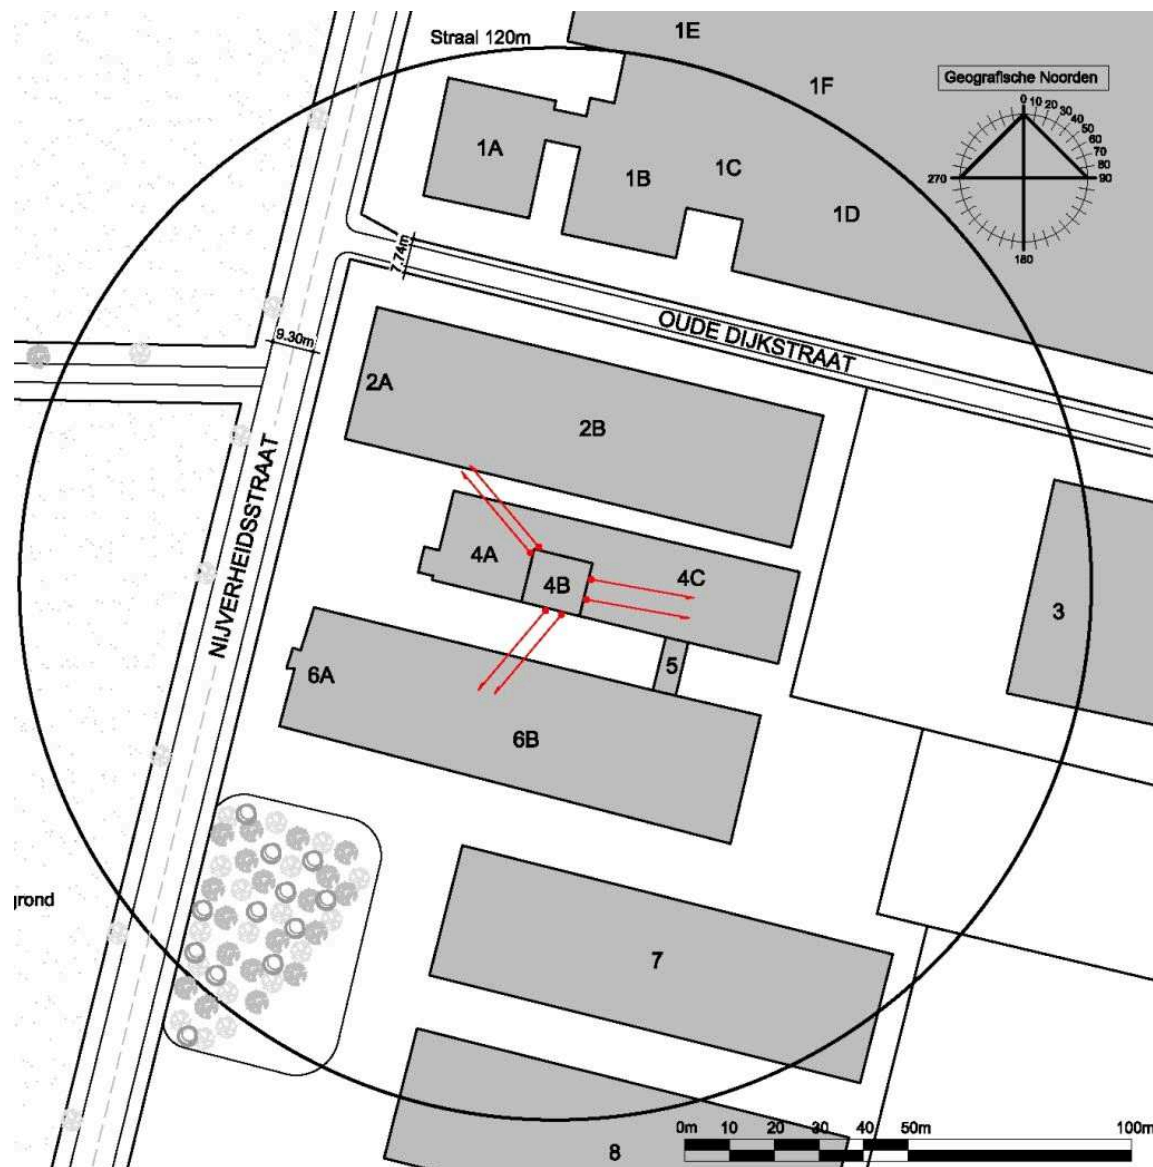 1E
Straal 120m
Geografische Noorden
1F
0 10 20 30 40 50 60 70 80 90
270
180
1A
1B
1C
1D
7.74m
OUDE DIJKSTRAAT
9.30m
2A
2B
NIJVERHEIDSSTRAAT
4A
4B
4C
3
5
6A
6B
grond
7
0m 10 20 30 40 50m 100m
8